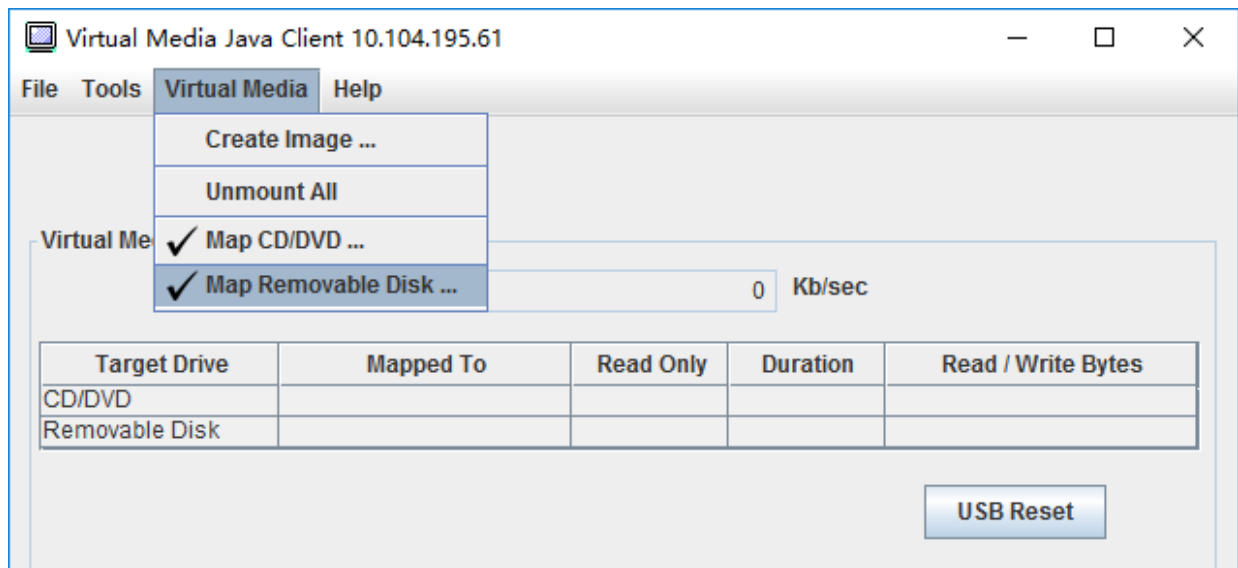 Virtual Media Java Client 10.104.195.61
File Tools Virtual Media Help
Create Image ...
Unmount All
Map CD/DVD ...
Map Removable Disk ...
Virtual Me
0 Kb/sec
Target Drive Mapped To Read Only Duration Read / Write Bytes
CD/DVD
Removable Disk
USB Reset